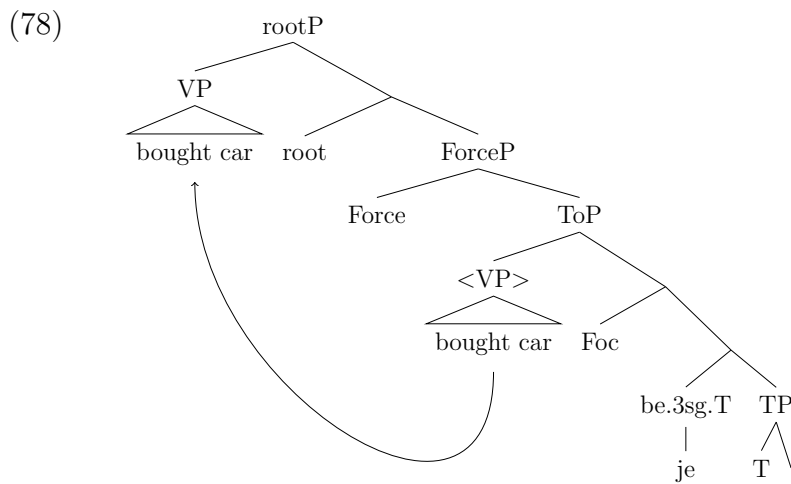 (78)
rootP
VP
bought car
root
ForceP
Force
ToP
<VP>
bought car
Foc
be.3sg.T
TP
je
T